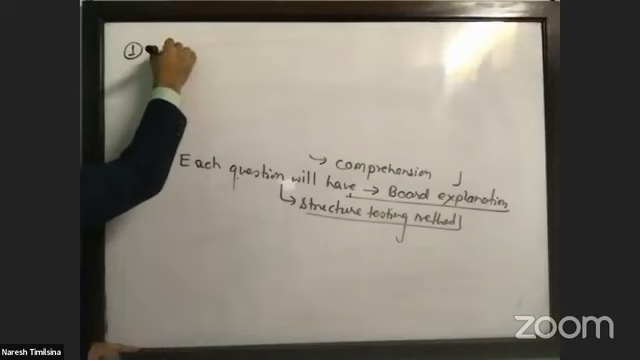 ①
→ comprehension
Each question will have → Board explanation
↳ structure testing method
zoom
Naresh Timilsina